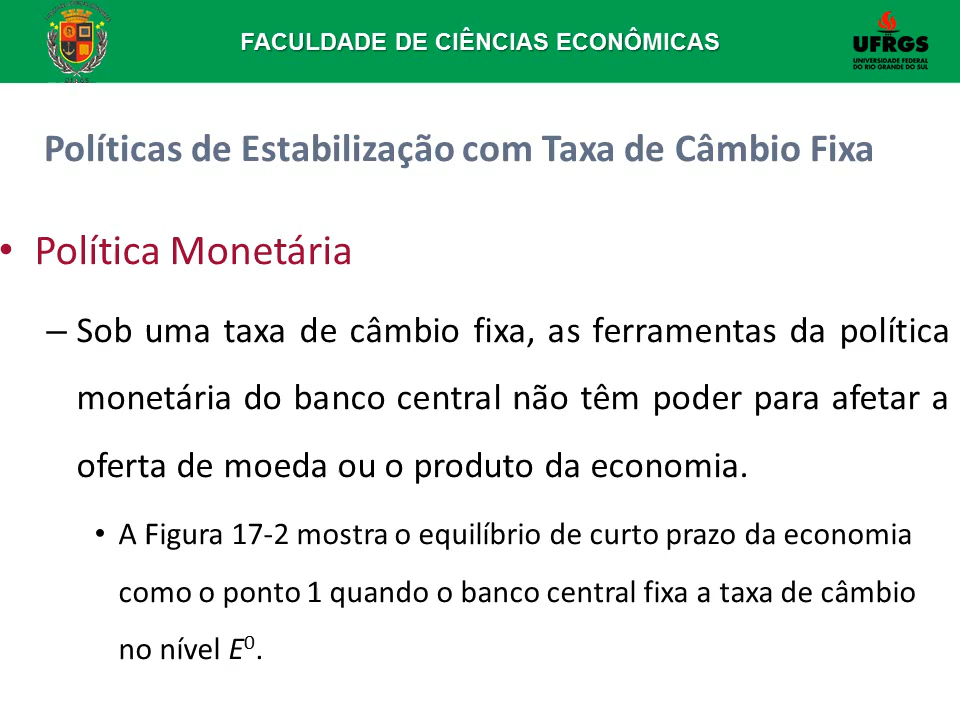 FACULDADE DE CIÊNCIAS ECONÔMICAS
UFRGS
UNIVERSIDADE FEDERAL
DO RIO GRANDE DO SUL
Políticas de Estabilização com Taxa de Câmbio Fixa
• Política Monetária
– Sob uma taxa de câmbio fixa, as ferramentas da política
monetária do banco central não têm poder para afetar a
oferta de moeda ou o produto da economia.
• A Figura 17-2 mostra o equilíbrio de curto prazo da economia
como o ponto 1 quando o banco central fixa a taxa de câmbio
no nível E⁰.